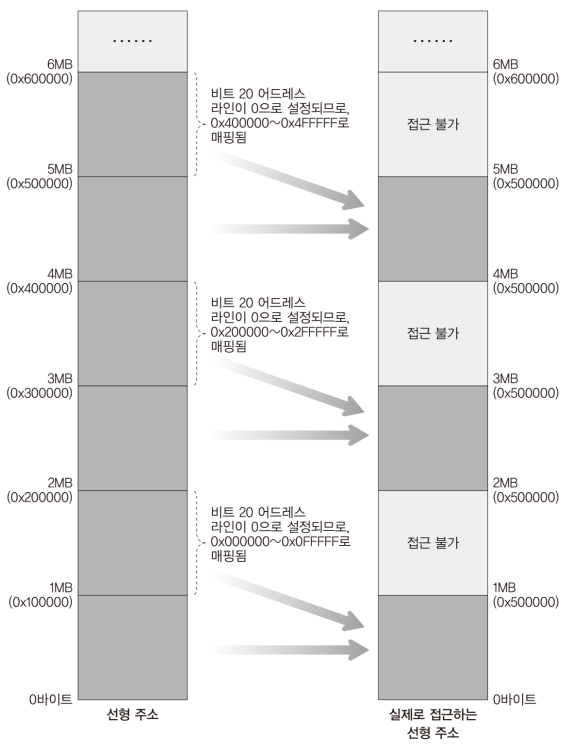 ······
6MB
(0x600000)
비트 20 어드레스
라인이 0으로 설정되므로,
0x400000~0x4FFFFF로
매핑됨
5MB
(0x500000)
4MB
(0x400000)
비트 20 어드레스
라인이 0으로 설정되므로,
0x200000~0x2FFFFF로
매핑됨
3MB
(0x300000)
2MB
(0x200000)
비트 20 어드레스
라인이 0으로 설정되므로,
0x000000~0x0FFFFF로
매핑됨
1MB
(0x100000)
0바이트
선형 주소
······
6MB
(0x600000)
접근 불가
5MB
(0x500000)
4MB
(0x500000)
접근 불가
3MB
(0x500000)
2MB
(0x500000)
접근 불가
1MB
(0x500000)
0바이트
실제로 접근하는
선형 주소